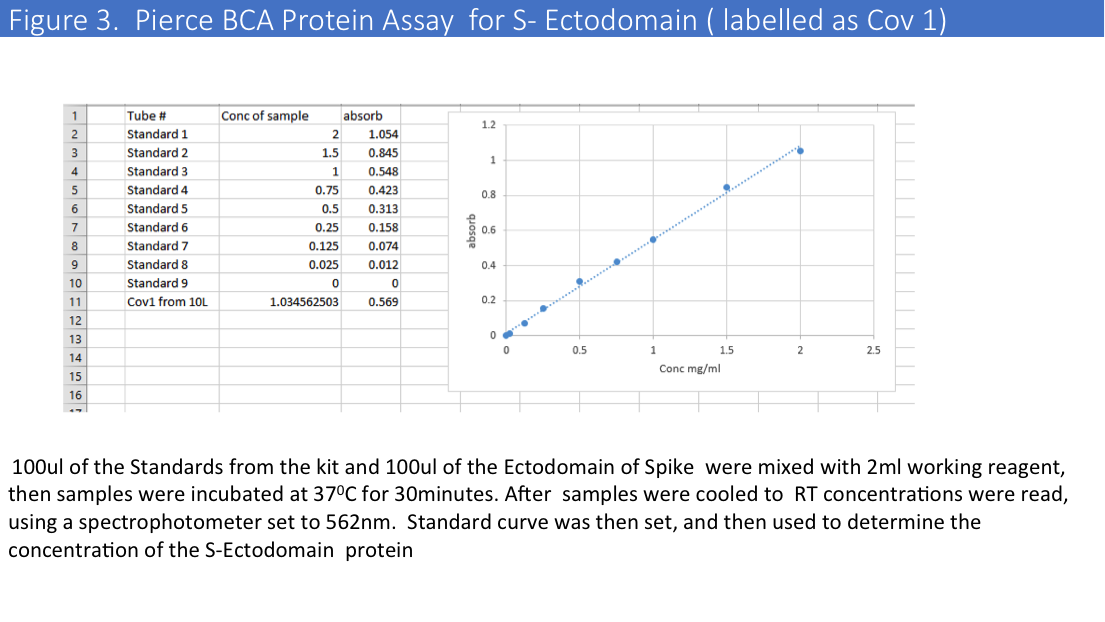 Figure 3. Pierce BCA Protein Assay for S- Ectodomain ( labelled as Cov 1)
1 Tube # Conc of sample absorb
2 Standard 1 2 1.054
3 Standard 2 1.5 0.845
4 Standard 3 1 0.548
5 Standard 4 0.75 0.423
6 Standard 5 0.5 0.313
7 Standard 6 0.25 0.158
8 Standard 7 0.125 0.074
9 Standard 8 0.025 0.012
10 Standard 9 0 0
11 Cov1 from 10L 1.034562503 0.569
12
13
14
15
16
17
1.2
1
0.8
0.6
0.4
0.2
0
absorb
0 0.5 1 1.5 2 2.5
Conc mg/ml
100ul of the Standards from the kit and 100ul of the Ectodomain of Spike were mixed with 2ml working reagent,
then samples were incubated at 37⁰C for 30minutes. After samples were cooled to RT concentrations were read,
using a spectrophotometer set to 562nm. Standard curve was then set, and then used to determine the
concentration of the S-Ectodomain protein